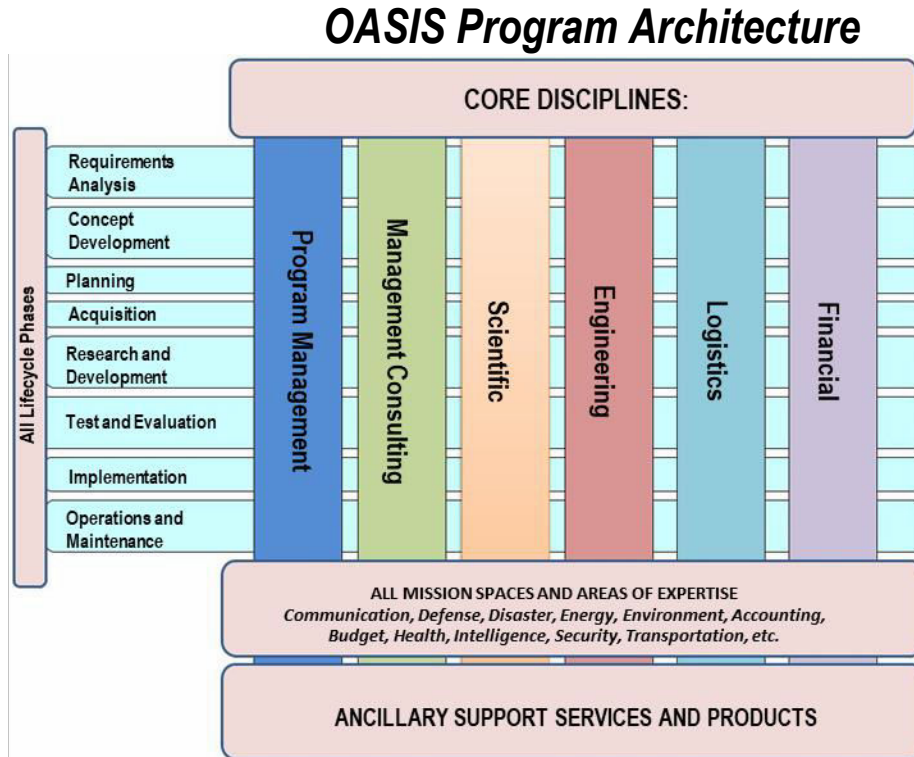 OASIS Program Architecture
CORE DISCIPLINES:
All Lifecycle Phases
Requirements
Analysis
Concept
Development
Planning
Acquisition
Research and
Development
Test and Evaluation
Implementation
Operations and
Maintenance
Program Management
Management Consulting
Scientific
Engineering
Logistics
Financial
ALL MISSION SPACES AND AREAS OF EXPERTISE
Communication, Defense, Disaster, Energy, Environment, Accounting,
Budget, Health, Intelligence, Security, Transportation, etc.
ANCILLARY SUPPORT SERVICES AND PRODUCTS